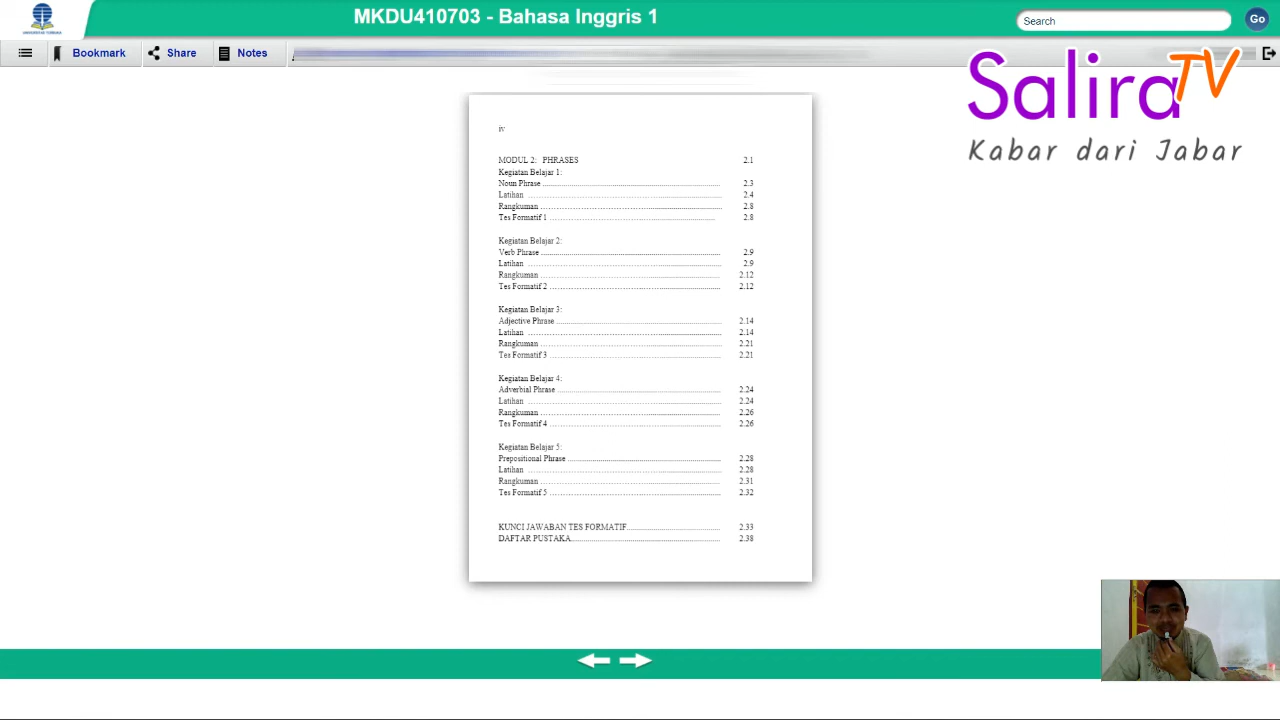 MKDU410703 - Bahasa Inggris 1
Search
Go
UNIVERSITAS TERBUKA
Bookmark
Share
Notes
Salira TV
Kabar dari Jabar
iv
MODUL 2: PHRASES 2.1
Kegiatan Belajar 1:
Noun Phrase ........................ 2.3
Latihan ........................ 2.4
Rangkuman ........................ 2.8
Tes Formatif 1 ........................ 2.8
Kegiatan Belajar 2:
Verb Phrase ........................ 2.9
Latihan ........................ 2.9
Rangkuman ........................ 2.12
Tes Formatif 2 ........................ 2.12
Kegiatan Belajar 3:
Adjective Phrase ........................ 2.14
Latihan ........................ 2.14
Rangkuman ........................ 2.21
Tes Formatif 3 ........................ 2.21
Kegiatan Belajar 4:
Adverbial Phrase ........................ 2.24
Latihan ........................ 2.24
Rangkuman ........................ 2.26
Tes Formatif 4 ........................ 2.26
Kegiatan Belajar 5:
Prepositional Phrase ........................ 2.28
Latihan ........................ 2.28
Rangkuman ........................ 2.31
Tes Formatif 5 ........................ 2.32
KUNCI JAWABAN TES FORMATIF........................ 2.33
DAFTAR PUSTAKA........................ 2.38